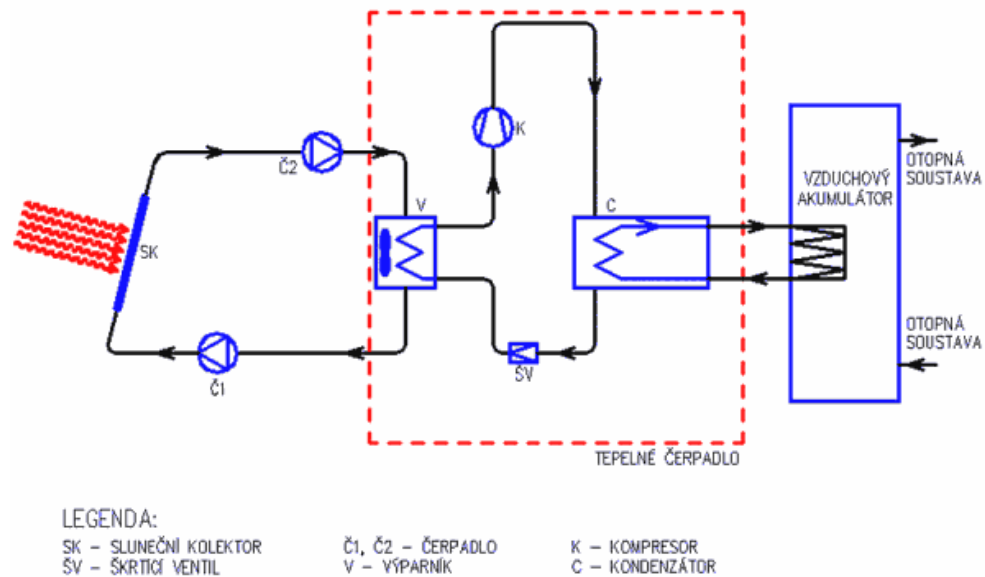 Č2
K
V
C
VZDUCHOVÝ
AKUMULÁTOR
OTOPNÁ
SOUSTAVA
SK
OTOPNÁ
SOUSTAVA
Č1
ŠV
TEPELNÉ ČERPADLO
LEGENDA:
SK – SLUNEČNÍ KOLEKTOR
Č1, Č2 – ČERPADLO
K – KOMPRESOR
ŠV – ŠKRTÍCÍ VENTIL
V – VÝPARNÍK
C – KONDENZÁTOR